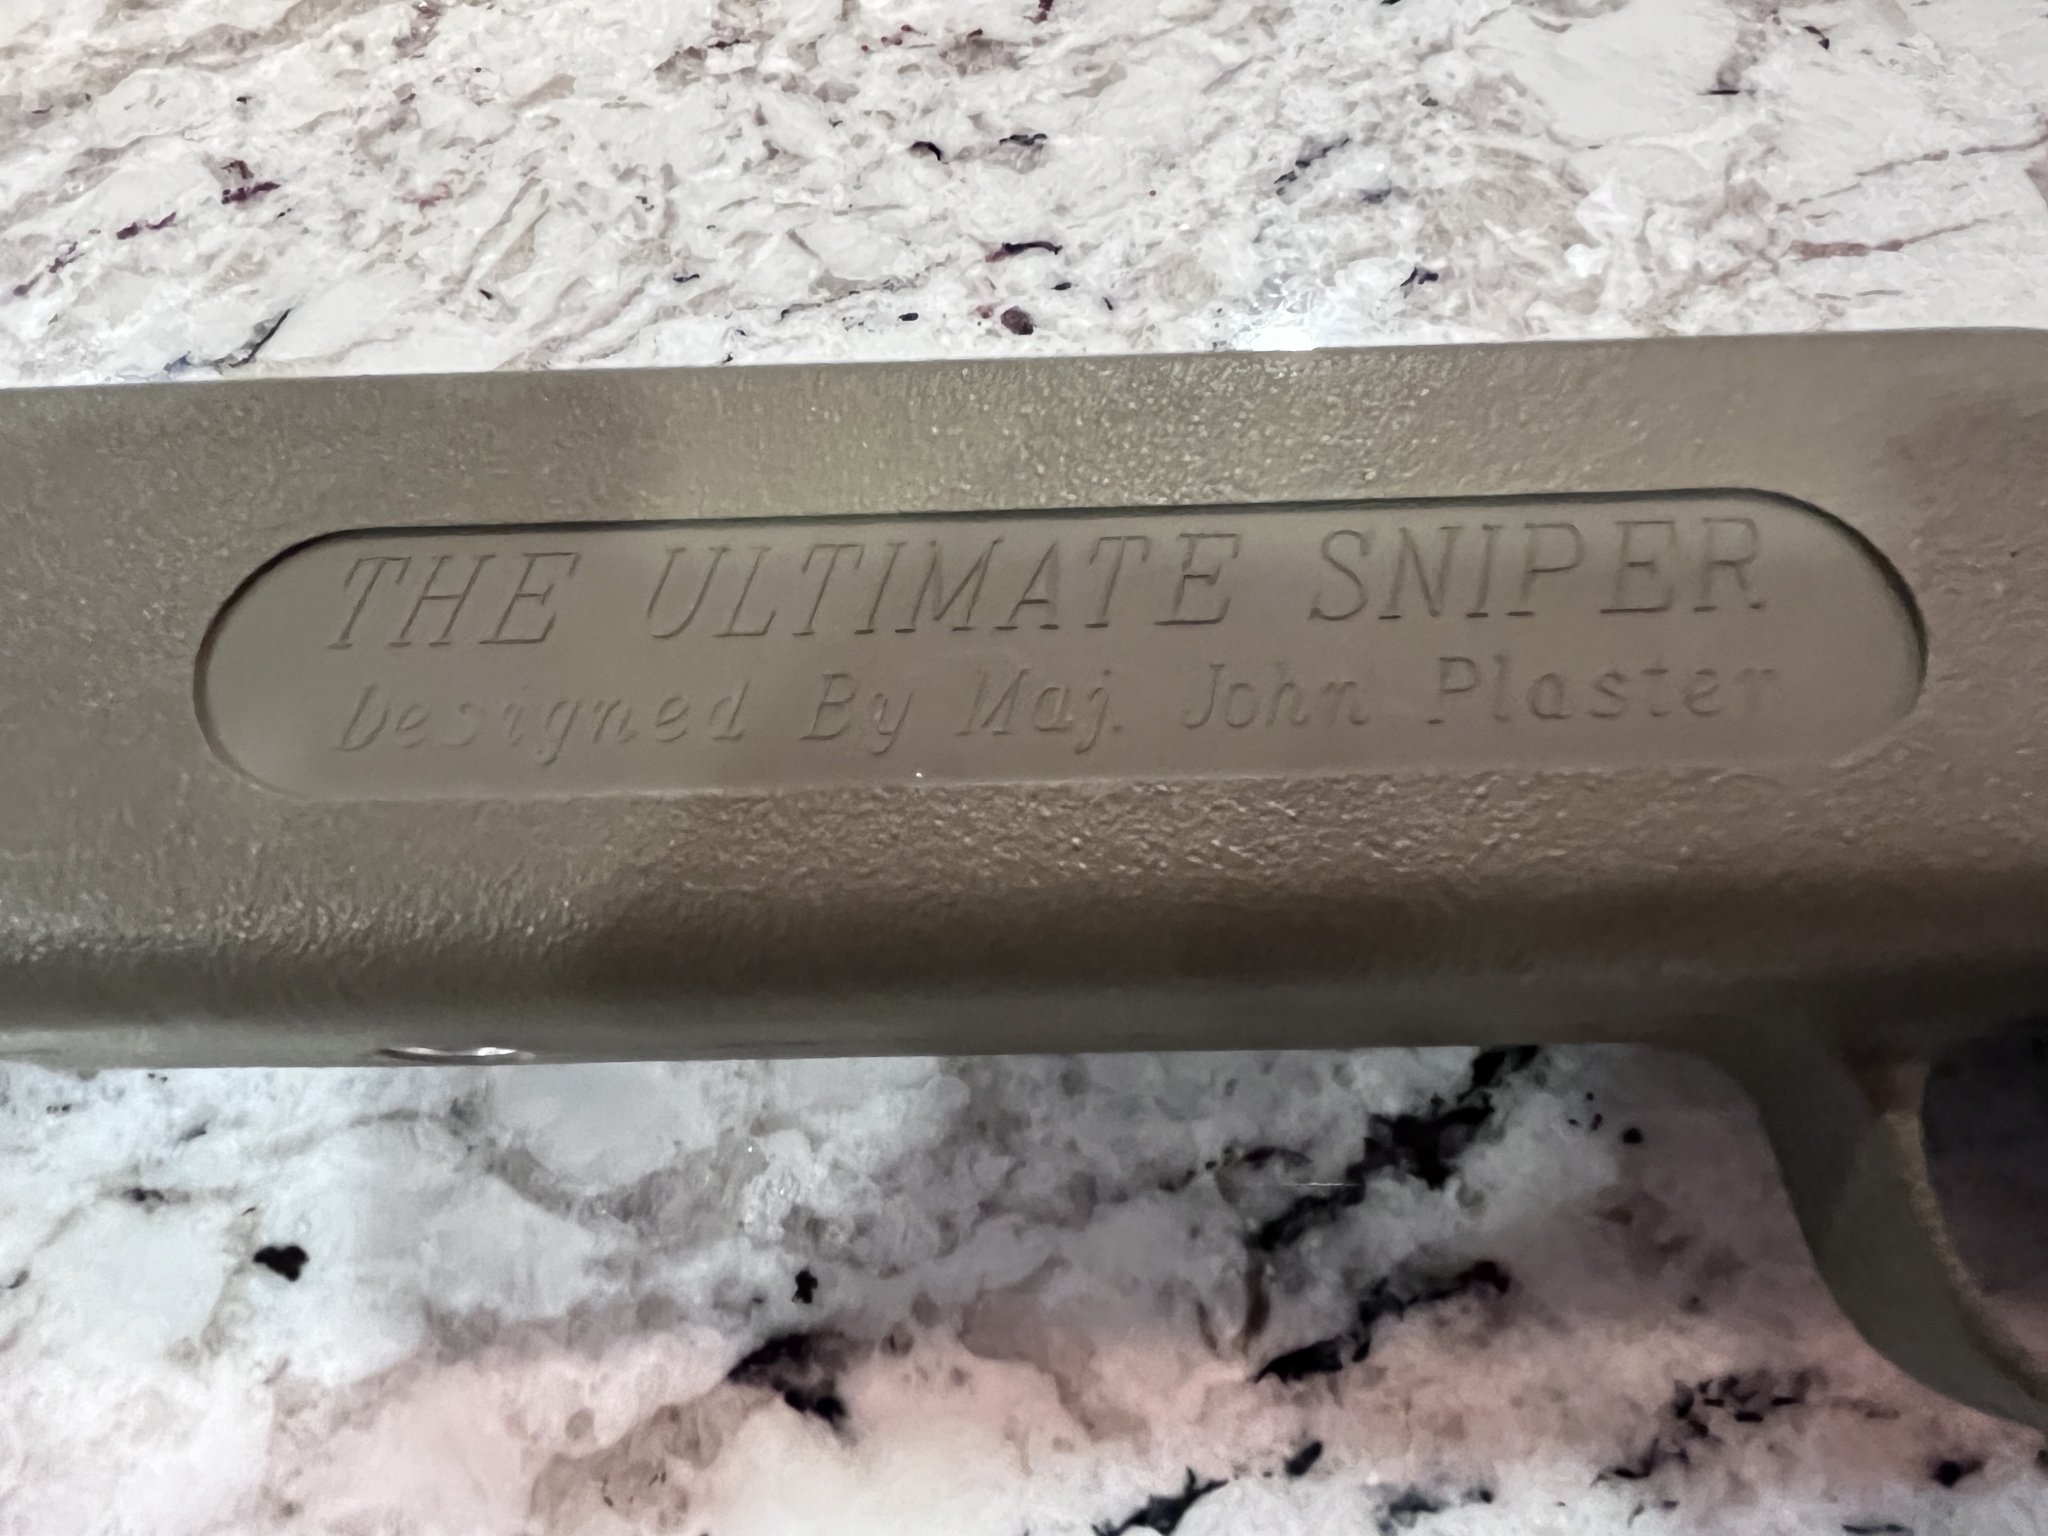 THE ULTIMATE SNIPER
Designed By Maj. John Plaster